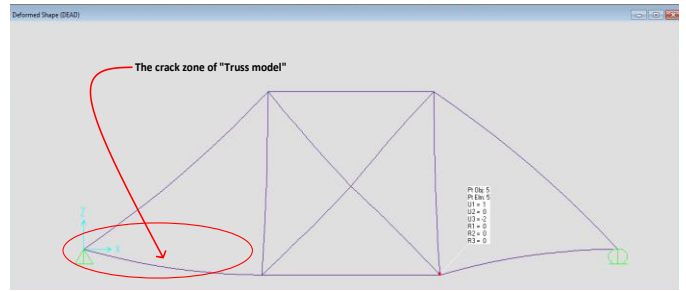 Deformed Shape (DEAD)
The crack zone of "Truss model"
Pt Obj: 5
Pt Elm: 5
U1 = 1
U2 = 0
U3 = -2
R1 = 0
R2 = 0
R3 = 0
Z
X